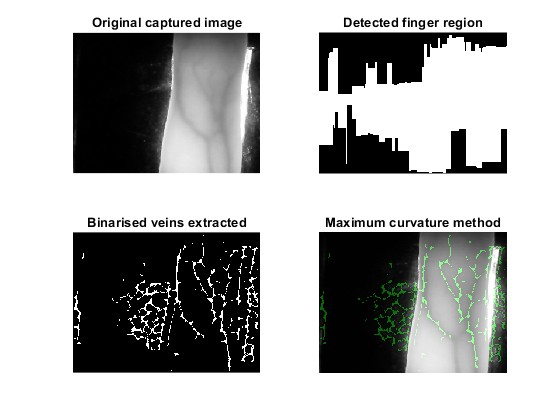 Original captured image
Detected finger region
Binarised veins extracted
Maximum curvature method